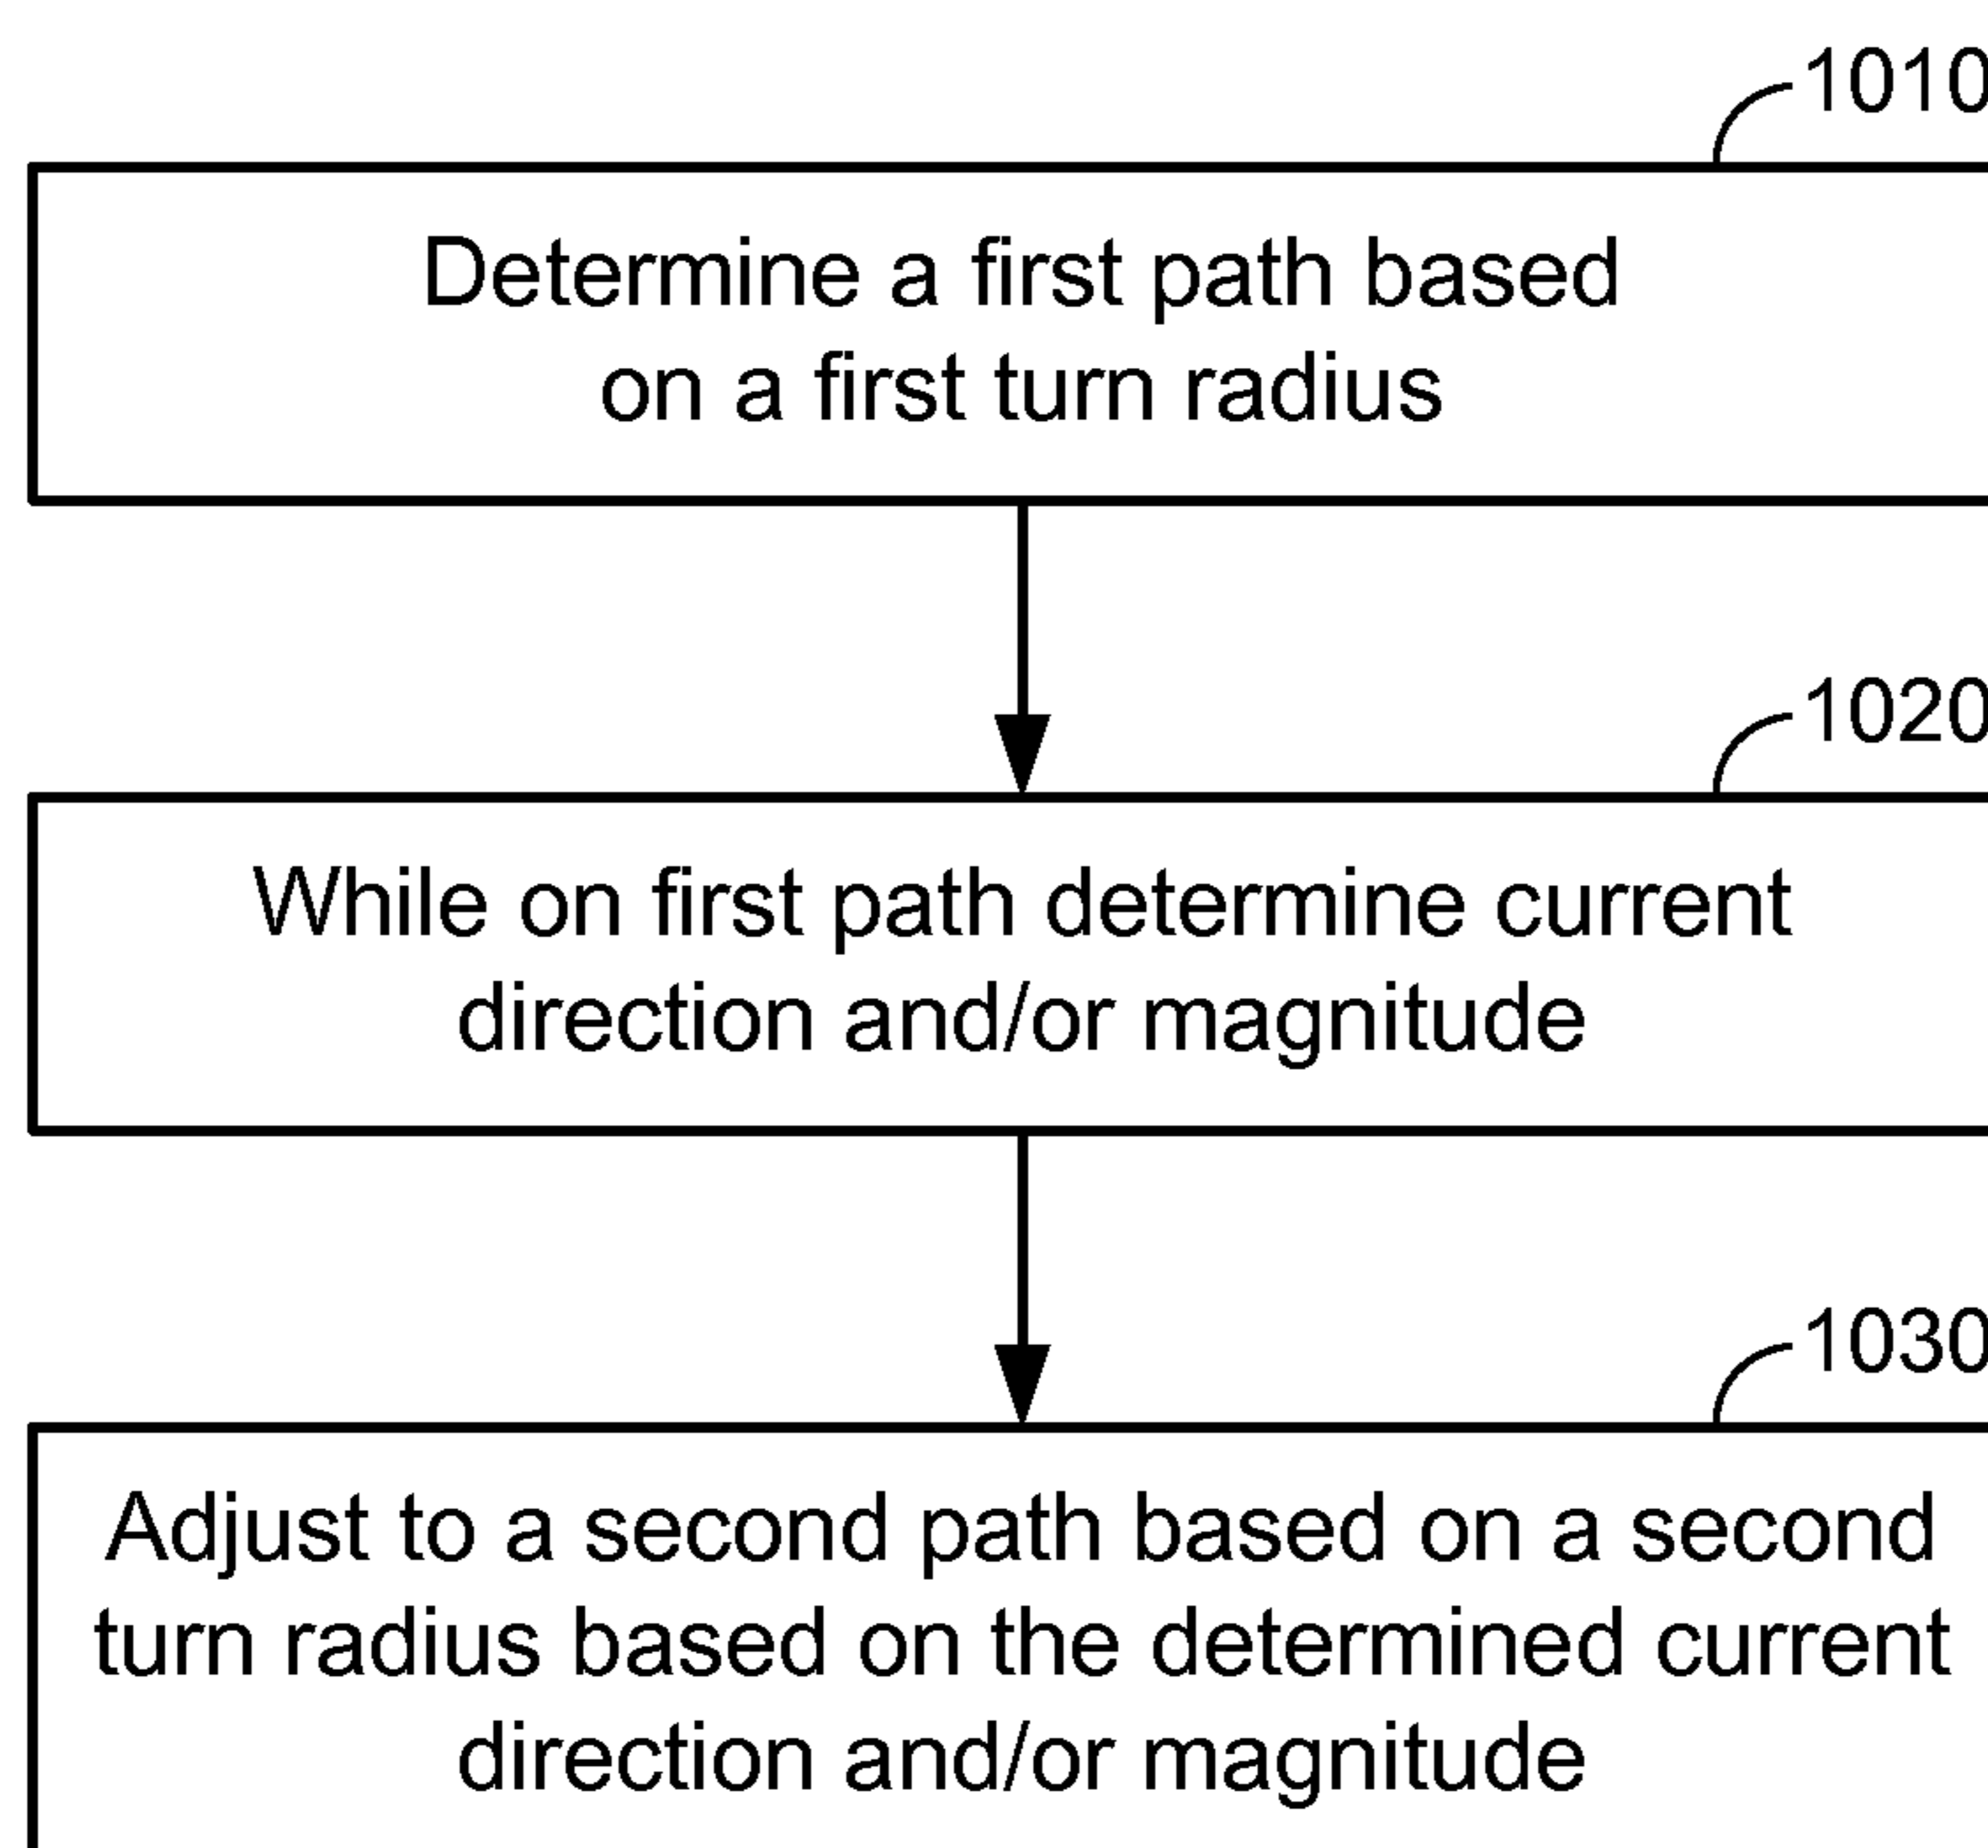 1010
Determine a first path based
on a first turn radius
1020
While on first path determine current
direction and/or magnitude
1030
Adjust to a second path based on a second
turn radius based on the determined current
direction and/or magnitude